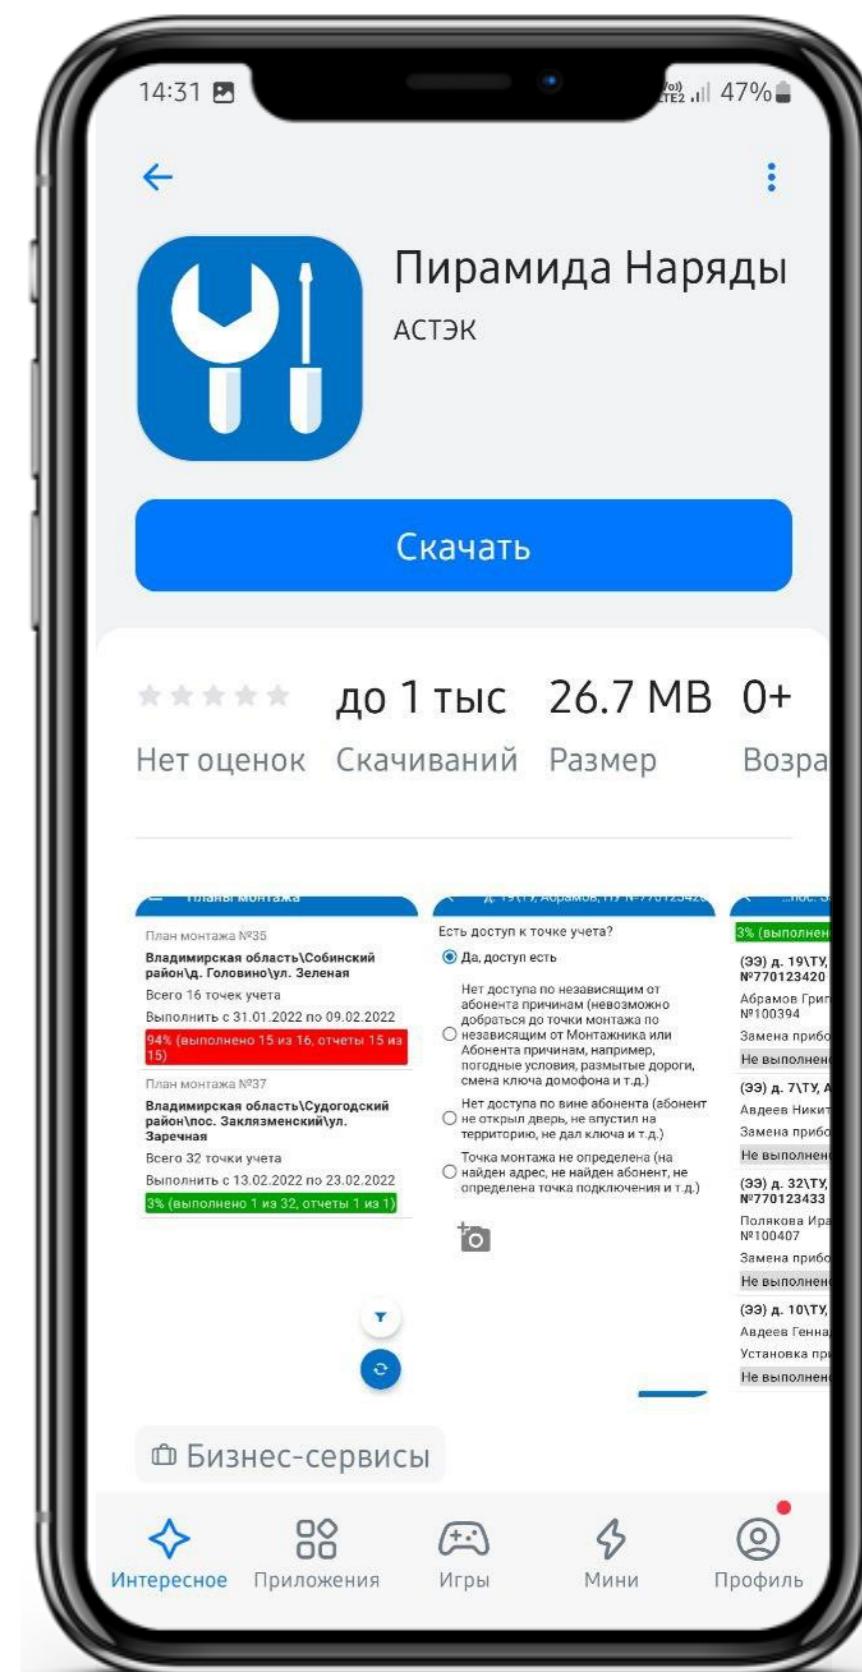 14:31
47%
Пирамида Наряды
АСТЭК
Скачать
до 1 тыс
26.7 MB
0+
Нет оценок
Скачиваний
Размер
Возра
Планы монтажа
План монтажа №35
Владимирская область\Собинский
район\д. Головино\ул. Зеленая
Всего 16 точек учета
Выполнить с 31.01.2022 по 09.02.2022
94% (выполнено 15 из 16, отчеты 15 из
15)
План монтажа №37
Владимирская область\Судогодский
район\пос. Заклязменский\ул.
Заречная
Всего 32 точки учета
Выполнить с 13.02.2022 по 23.02.2022
3% (выполнено 1 из 32, отчеты 1 из 1)
д. 19\ТУ, Абрамов, ПУ №770123420
Есть доступ к точке учета?
Да, доступ есть
Нет доступа по независящим от
абонента причинам (невозможно
добраться до точки монтажа по
независящим от Монтажника или
Абонента причинам, например,
погодные условия, размытые дороги,
смена ключа домофона и т.д.)
Нет доступа по вине абонента (абонент
не открыл дверь, не впустил на
территорию, не дал ключа и т.д.)
Точка монтажа не определена (на
найден адрес, не найден абонент, не
определена точка подключения и т.д.)
...пос. З
3% (выполнен
(ЭЭ) д. 19\ТУ,
№770123420
Абрамов Григ
№100394
Замена прибо
Не выполнен
(ЭЭ) д. 7\ТУ, А
Авдеев Никит
Замена прибо
Не выполнен
(ЭЭ) д. 32\ТУ,
№770123433
Полякова Ира
№100407
Замена прибо
Не выполнен
(ЭЭ) д. 10\ТУ,
Авдеев Генна
Установка при
Не выполнен
Бизнес-сервисы
Интересное
Приложения
Игры
Мини
Профиль